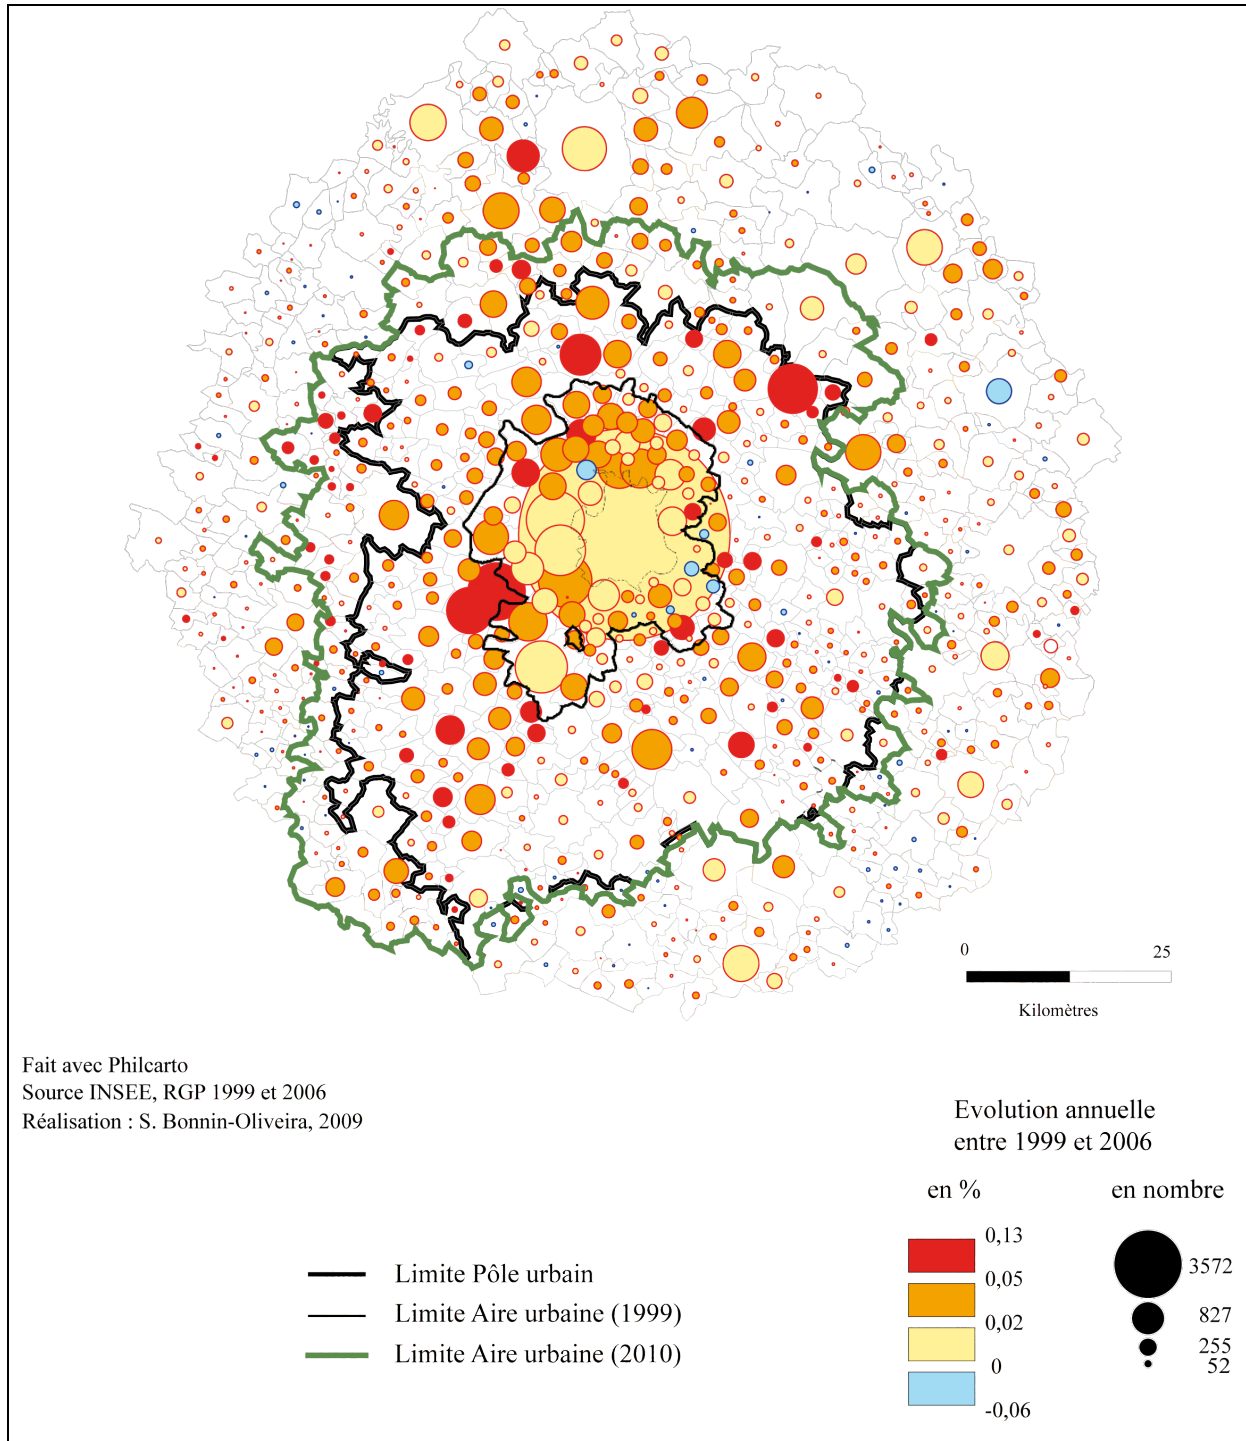 0 25
Kilomètres
Fait avec Philcarto
Source INSEE, RGP 1999 et 2006
Réalisation : S. Bonnin-Oliveira, 2009
Limite Pôle urbain
Limite Aire urbaine (1999)
Limite Aire urbaine (2010)
Evolution annuelle
entre 1999 et 2006
en %
0,13
0,05
0,02
0
-0,06
en nombre
3572
827
255
52